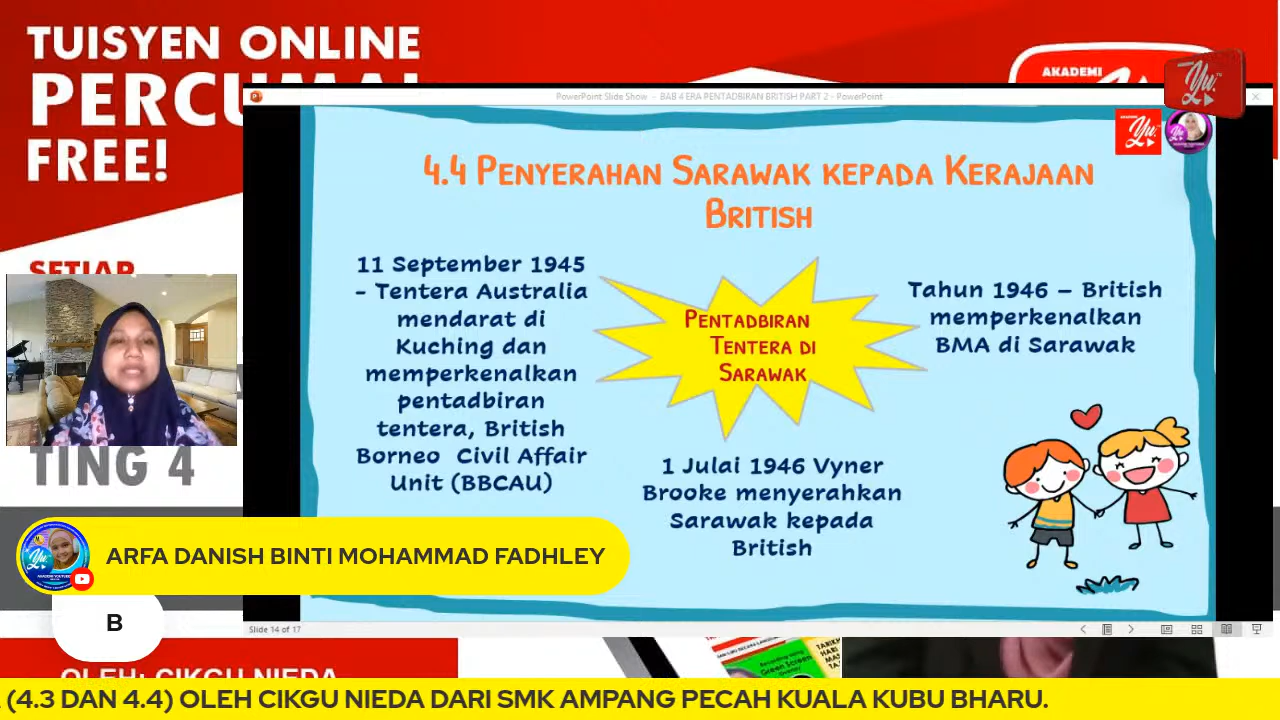 TUISYEN ONLINE
FREE!
AKADEMI
Yu.
PowerPoint Slide Show - BAB 4 ERA PENTADBIRAN BRITISH PART 2 - PowerPoint
4.4 PENYERAHAN SARAWAK KEPADA KERAJAAN
BRITISH
11 September 1945
- Tentera Australia
mendarat di
Kuching dan
memperkenalkan
pentadbiran
tentera, British
Borneo Civil Affair
Unit (BBCAU)
PENTADBIRAN
TENTERA DI
SARAWAK
Tahun 1946 – British
memperkenalkan
BMA di Sarawak
1 Julai 1946 Vyner
Brooke menyerahkan
Sarawak kepada
British
TING 4
ARFA DANISH BINTI MOHAMMAD FADHLEY
B
Slide 14 of 17
OLEH: CIKGU NIEDA
Green Screen
(4.3 DAN 4.4) OLEH CIKGU NIEDA DARI SMK AMPANG PECAH KUALA KUBU BHARU.